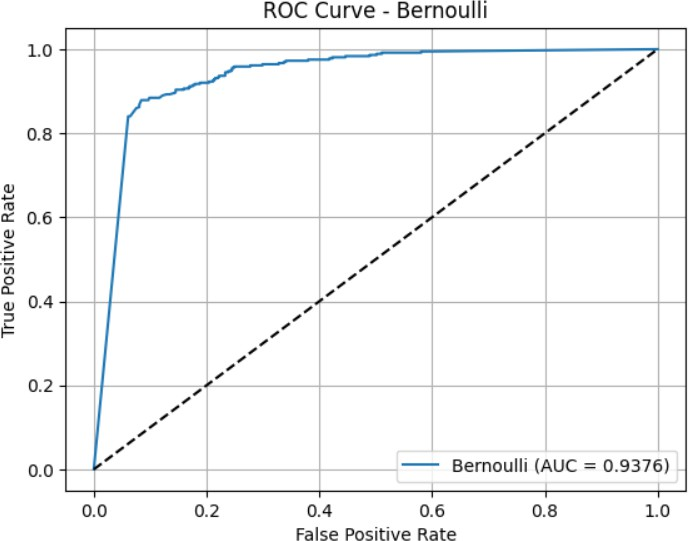 ROC Curve - Bernoulli
True Positive Rate
1.0
0.8
0.6
0.4
0.2
0.0
Bernoulli (AUC = 0.9376)
0.0 0.2 0.4 0.6 0.8 1.0
False Positive Rate